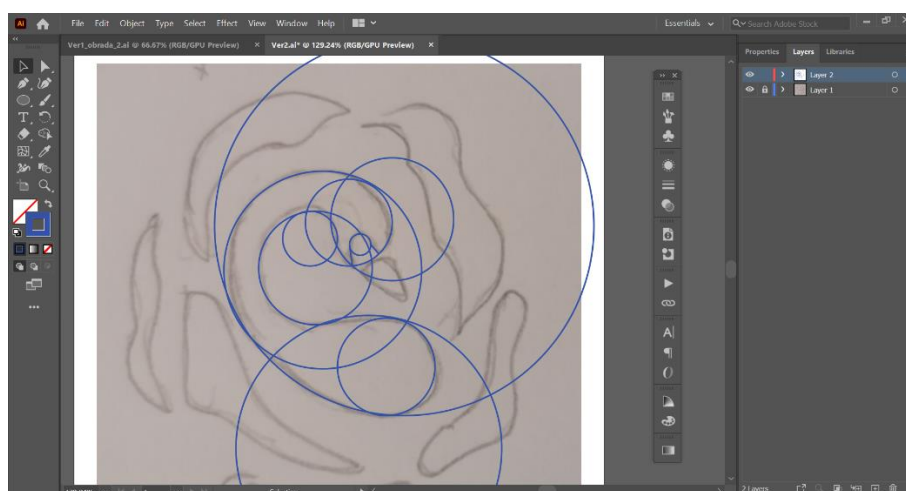 Ai File Edit Object Type Select Effect View Window Help Essentials Search Adobe Stock
Ver1_obrada_2.ai @ 66.67% (RGB/GPU Preview) × Ver2.ai* @ 129.24% (RGB/GPU Preview) ×
Properties Layers Libraries
Layer 2
Layer 1
2 Layers